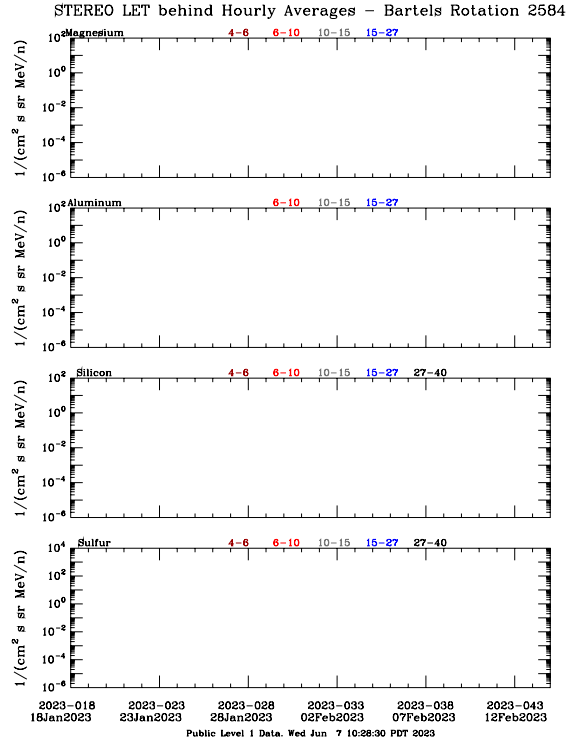 STEREO LET behind Hourly Averages − Bartels Rotation 2584
Magnesium 4−6 6−10 10−15 15−27
10^2
10^0
10^−2
10^−4
10^−6
1/(cm^2 s sr MeV/n)
Aluminum 6−10 10−15 15−27
10^2
10^0
10^−2
10^−4
10^−6
1/(cm^2 s sr MeV/n)
Silicon 4−6 6−10 10−15 15−27 27−40
10^2
10^0
10^−2
10^−4
10^−6
1/(cm^2 s sr MeV/n)
Sulfur 4−6 6−10 10−15 15−27 27−40
10^4
10^2
10^0
10^−2
10^−4
10^−6
1/(cm^2 s sr MeV/n)
2023−018 2023−023 2023−028 2023−033 2023−038 2023−043
18Jan2023 23Jan2023 28Jan2023 02Feb2023 07Feb2023 12Feb2023
Public Level 1 Data. Wed Jun 7 10:28:30 PDT 2023